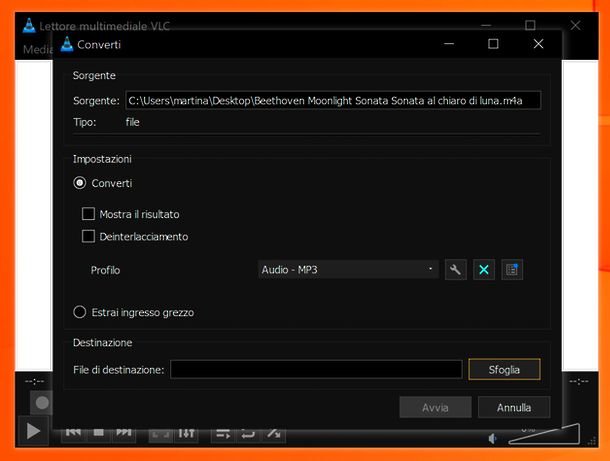 Lettore multimediale VLC
Media
Converti
Sorgente
Sorgente: C:\Users\martina\Desktop\Beethoven Moonlight Sonata Sonata al chiaro di luna.m4a
Tipo: file
Impostazioni
Converti
Mostra il risultato
Deinterlacciamento
Profilo Audio - MP3
Estrai ingresso grezzo
Destinazione
File di destinazione: Sfoglia
--:-- --:--
Avvia Annulla
0%